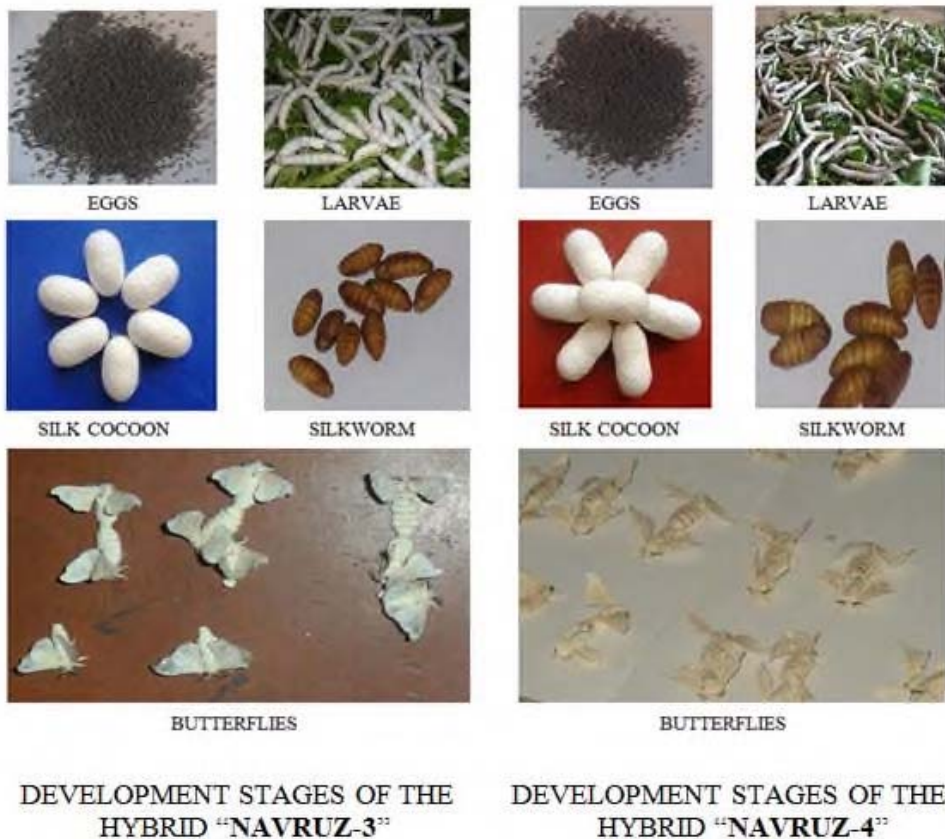 EGGS
LARVAE
EGGS
LARVAE
SILK COCOON
SILKWORM
SILK COCOON
SILKWORM
BUTTERFLIES
BUTTERFLIES
DEVELOPMENT STAGES OF THE
HYBRID “NAVRUZ-3”
DEVELOPMENT STAGES OF THE
HYBRID “NAVRUZ-4”